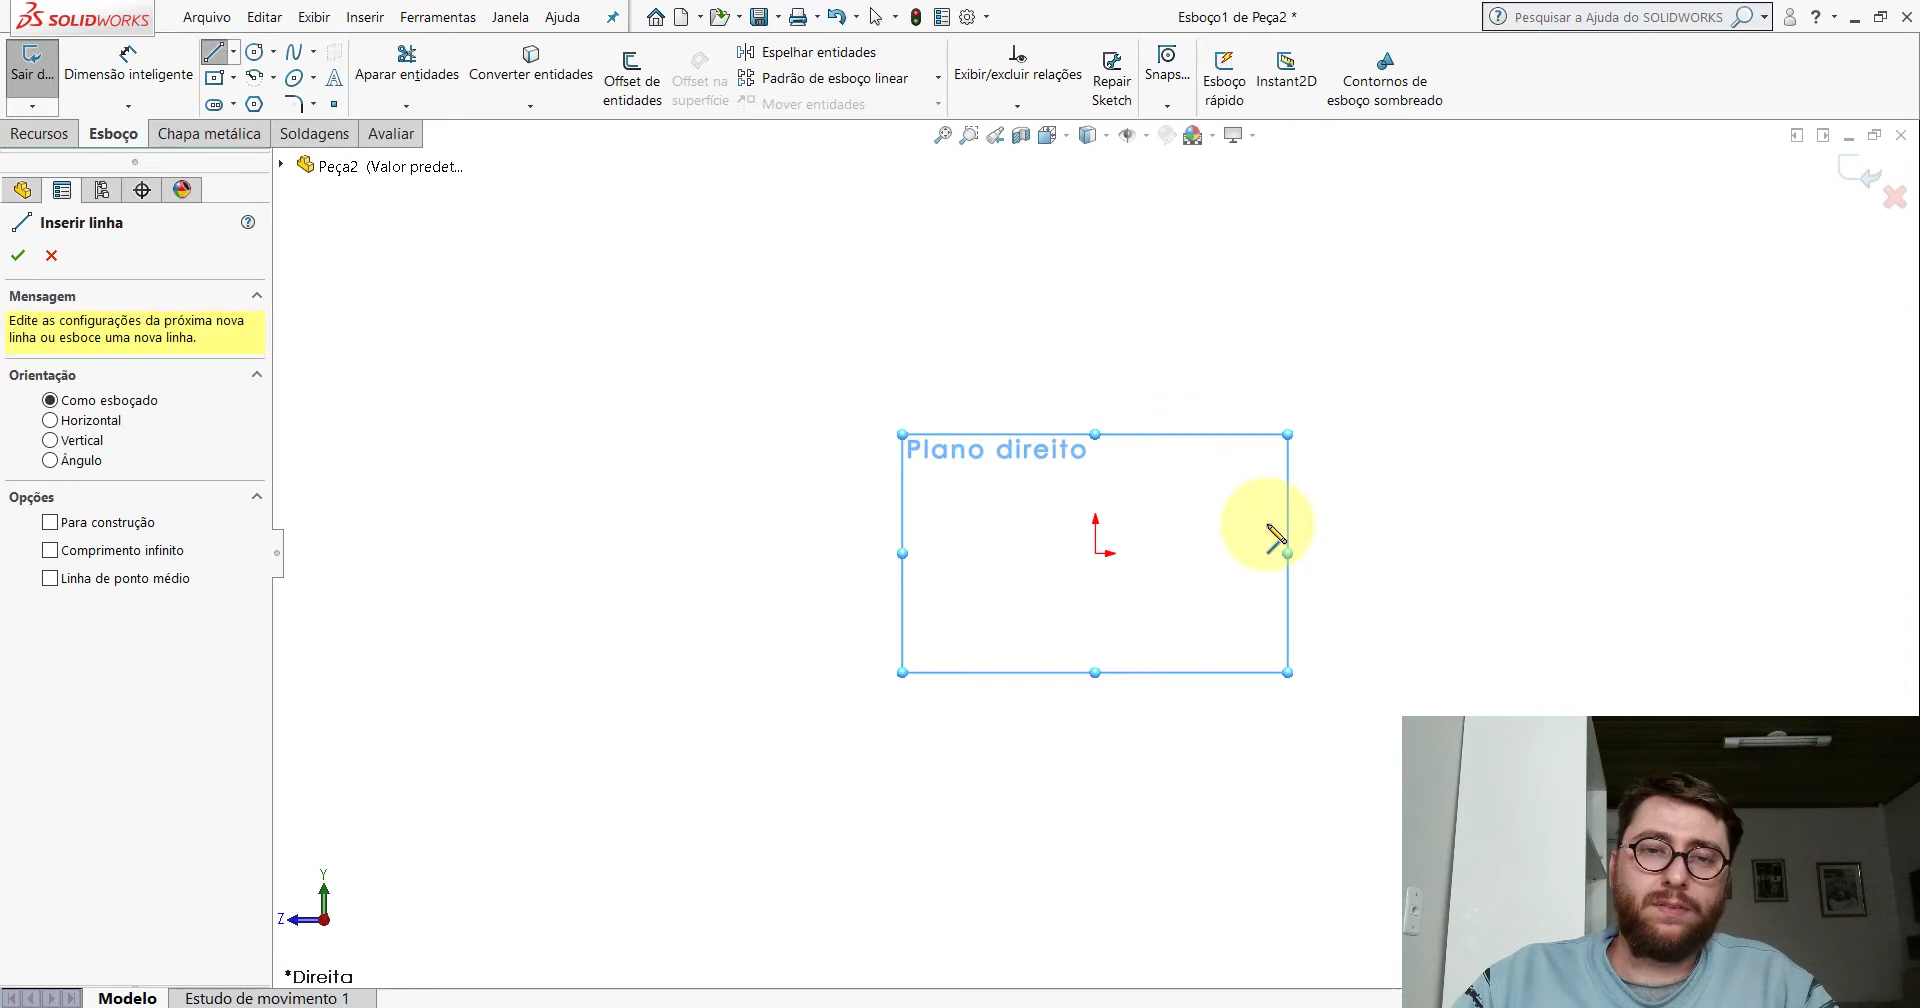 SOLIDWORKS
Arquivo Editar Exibir Inserir Ferramentas Janela Ajuda
Esboço1 de Peça2 *
Pesquisar a Ajuda do SOLIDWORKS
Sair d...
Dimensão inteligente
Aparar entidades
Converter entidades
Offset de
entidades
Offset na
superfície
Espelhar entidades
Padrão de esboço linear
Mover entidades
Exibir/excluir relações
Repair
Sketch
Snaps...
Esboço
rápido
Instant2D
Contornos de
esboço sombreado
Recursos Esboço Chapa metálica Soldagens Avaliar
Peça2 (Valor predet...
Inserir linha
Mensagem
Edite as configurações da próxima nova
linha ou esboce uma nova linha.
Orientação
Como esboçado
Horizontal
Vertical
Ângulo
Opções
Para construção
Comprimento infinito
Linha de ponto médio
Plano direito
Y
Z
*Direita
Modelo Estudo de movimento 1